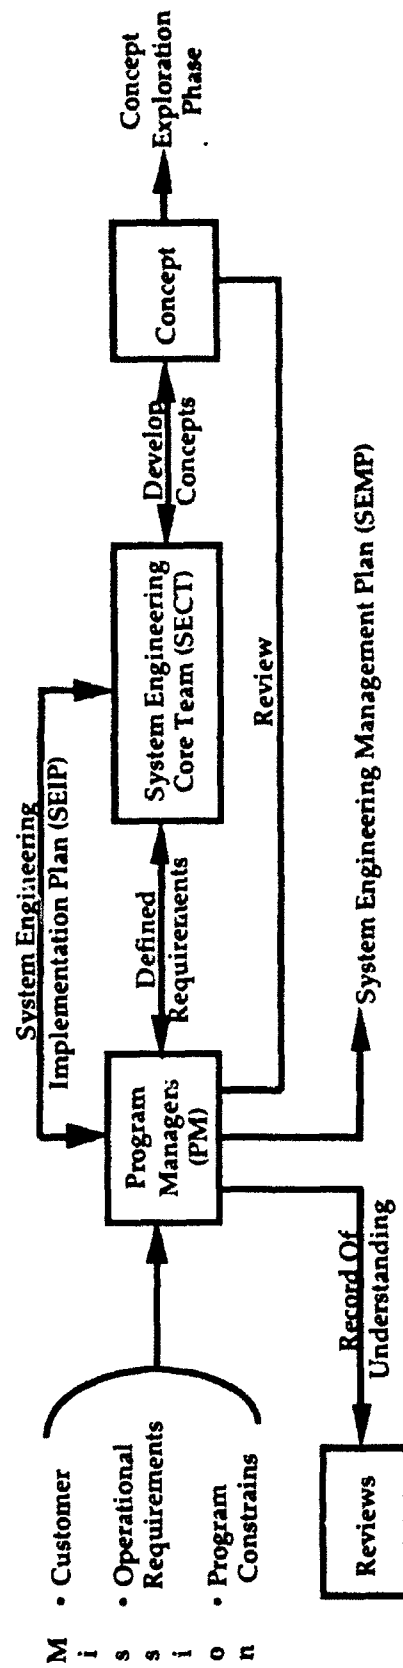 M
i
s
s
i
o
n
• Customer
• Operational
Requirements
• Program
Constrains
System Engineering
Implementation Plan (SEIP)
Program
Managers
(PM)
Defined
Requirements
System Engineering
Core Team (SECT)
Develop
Concepts
Concept
Concept
Exploration
Phase
Review
System Engineering Management Plan (SEMP)
Record Of
Understanding
Reviews